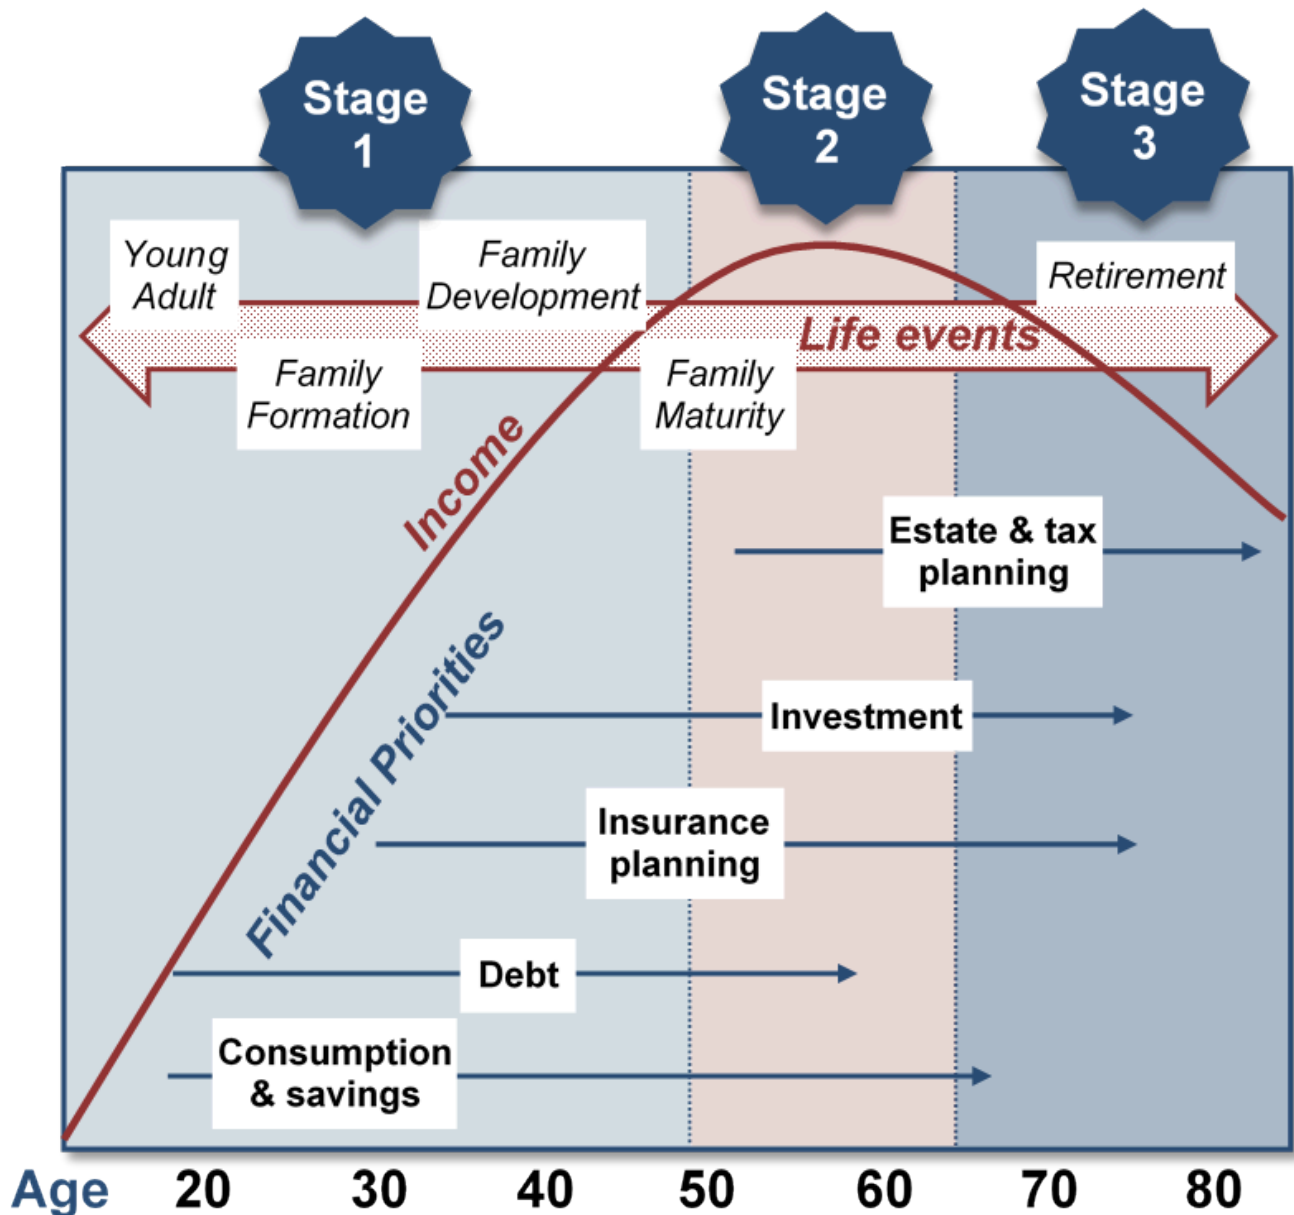 Stage
1
Stage
2
Stage
3
Young
Adult
Family
Development
Retirement
Life events
Family
Formation
Family
Maturity
Income
Estate & tax
planning
Financial Priorities
Investment
Insurance
planning
Debt
Consumption
& savings
Age 20 30 40 50 60 70 80